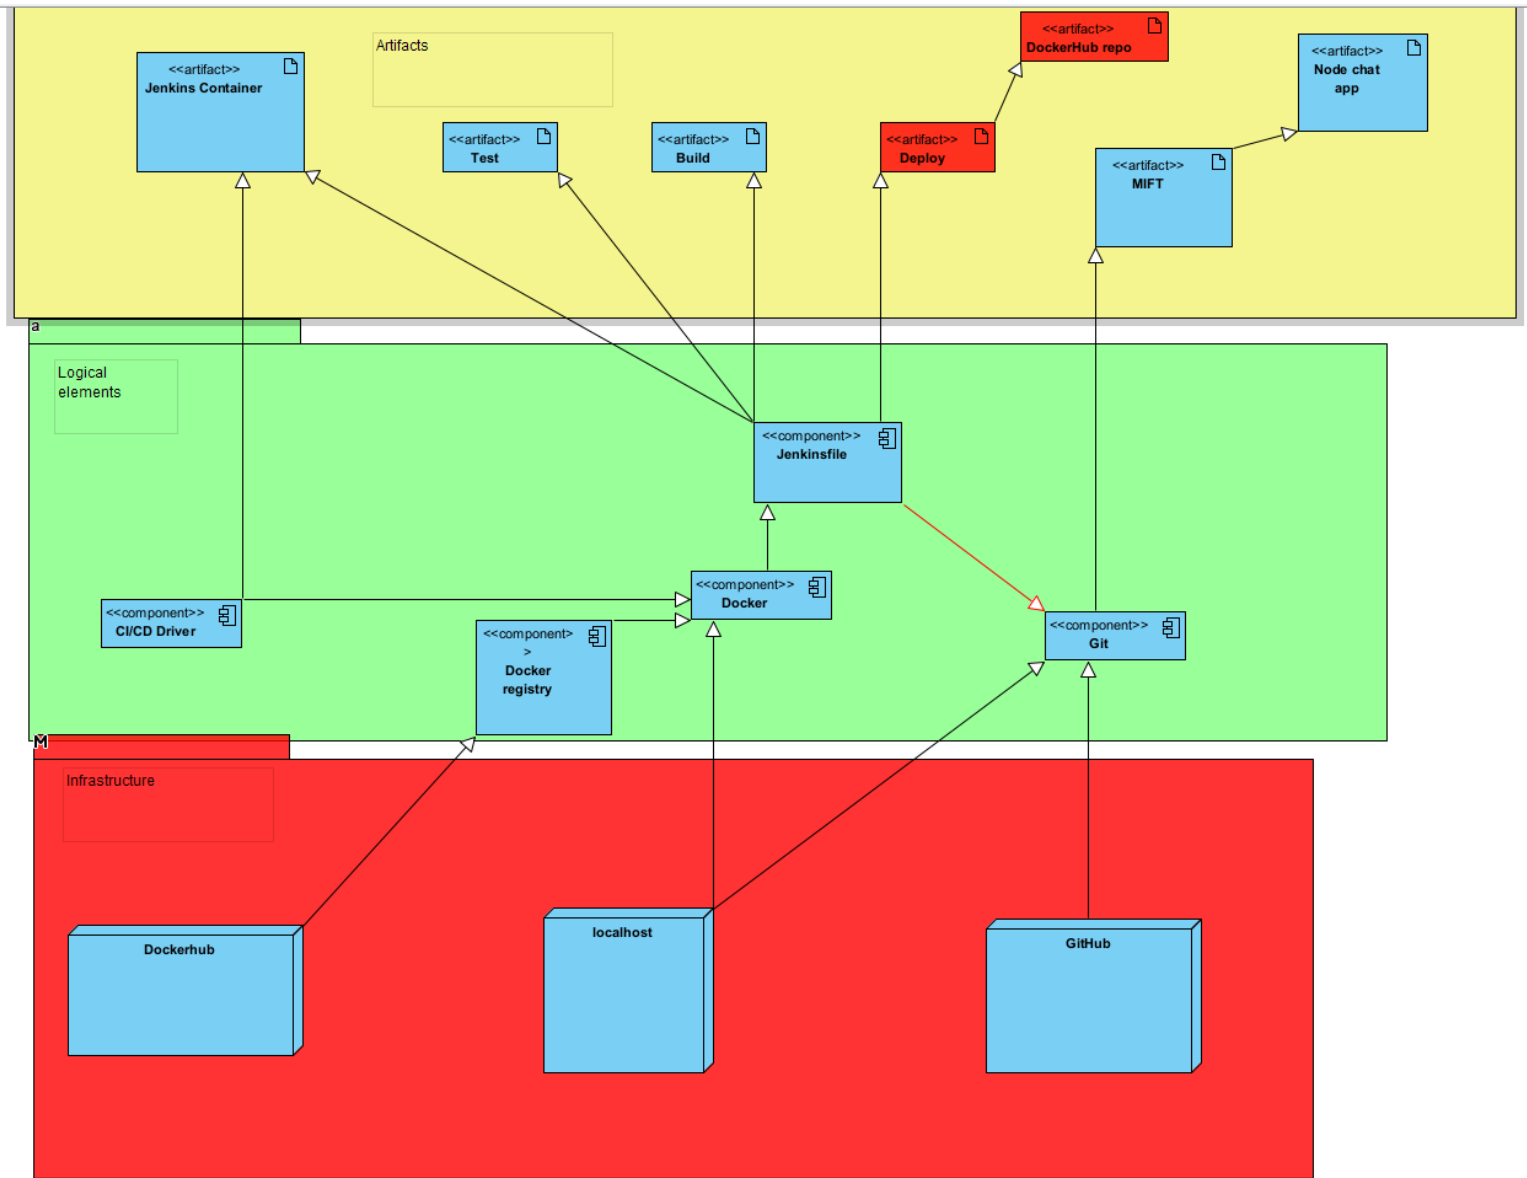 Artifacts
<<artifact>>
Jenkins Container
<<artifact>>
Test
<<artifact>>
Build
<<artifact>>
Deploy
<<artifact>>
DockerHub repo
<<artifact>>
MIFT
<<artifact>>
Node chat
app
a
Logical
elements
<<component>>
Jenkinsfile
<<component>>
CI/CD Driver
<<component>>
Docker
<<component>
>
Docker
registry
<<component>>
Git
M
Infrastructure
Dockerhub
localhost
GitHub